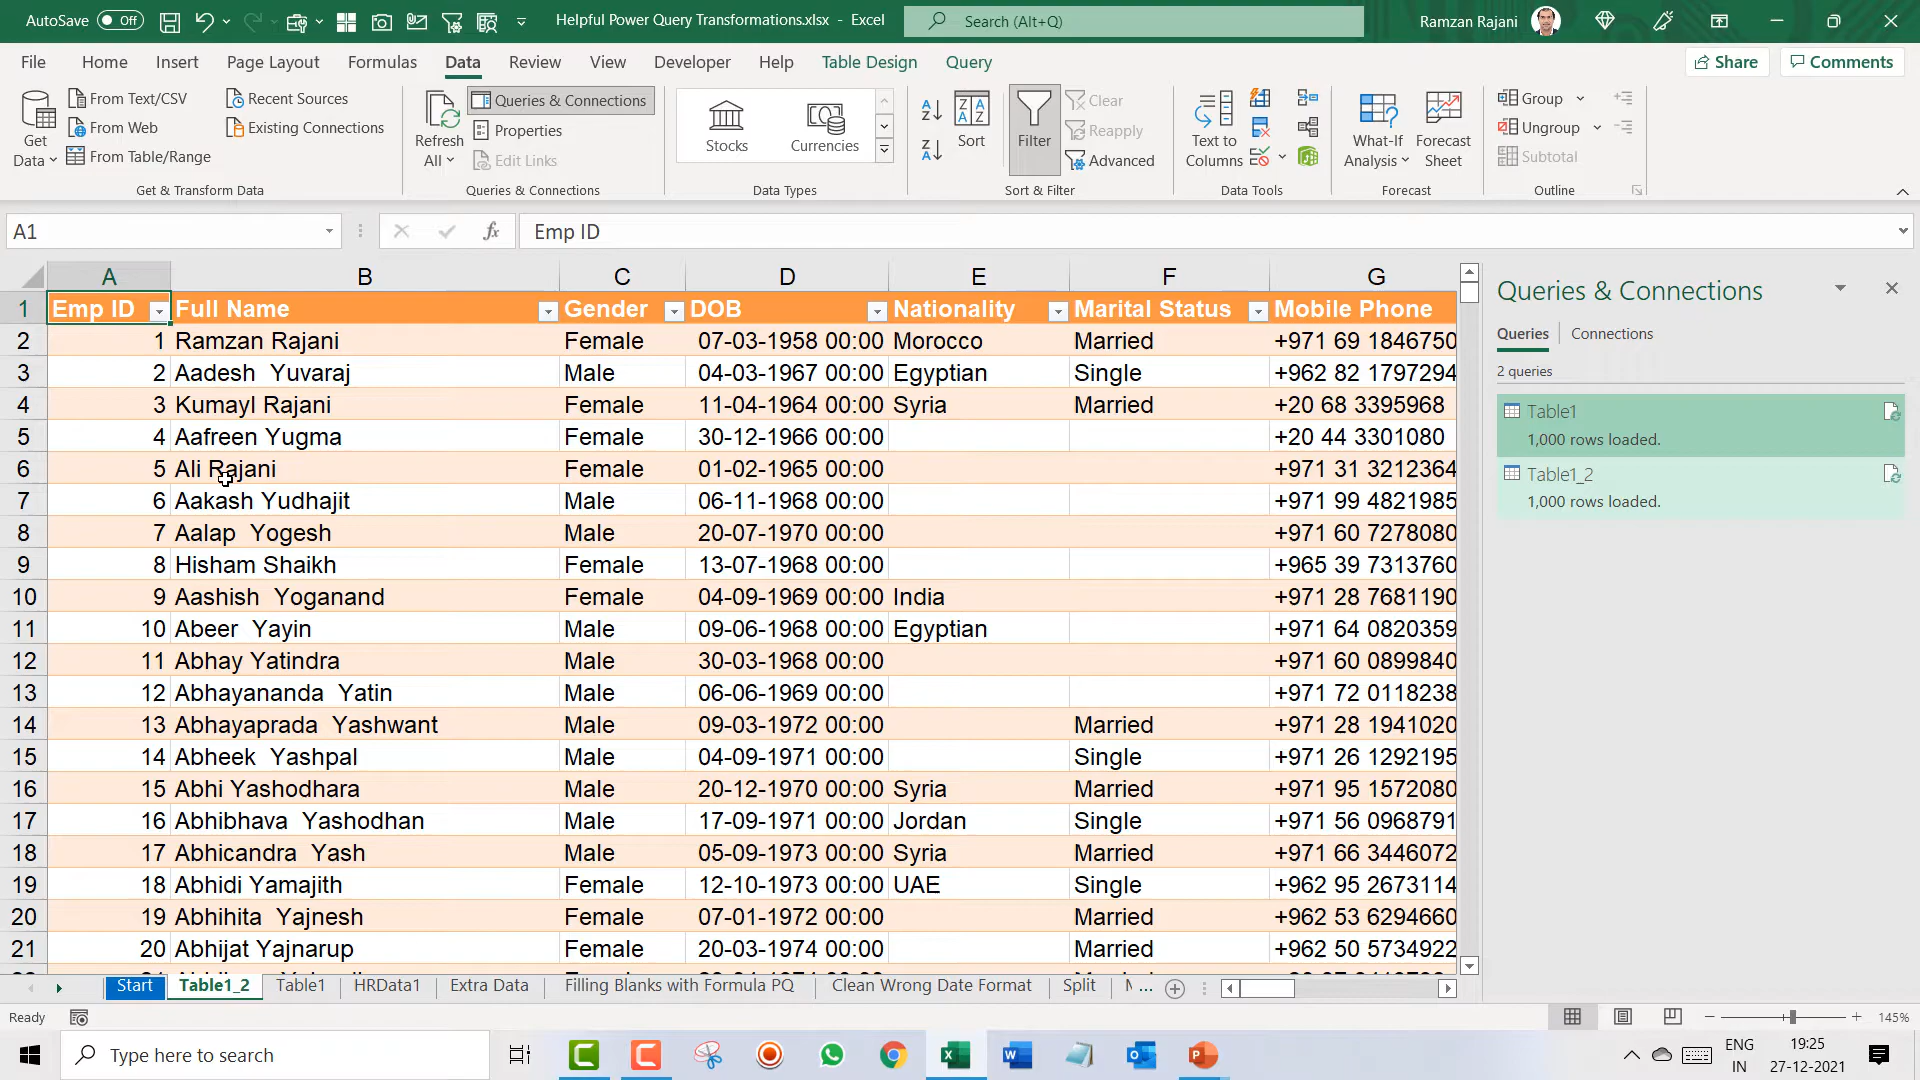 AutoSave Off Helpful Power Query Transformations.xlsx - Excel Search (Alt+Q) Ramzan Rajani
File Home Insert Page Layout Formulas Data Review View Developer Help Table Design Query Share Comments
Get Data From Text/CSV From Web From Table/Range Recent Sources Existing Connections
Refresh All Queries & Connections Properties Edit Links
Stocks Currencies
Sort Filter Clear Reapply Advanced
Text to Columns What-If Analysis Forecast Sheet
Group Ungroup Subtotal
Get & Transform Data Queries & Connections Data Types Sort & Filter Data Tools Forecast Outline
A1 fx Emp ID
A B C D E F G
1 Emp ID Full Name Gender DOB Nationality Marital Status Mobile Phone
2 1 Ramzan Rajani Female 07-03-1958 00:00 Morocco Married +971 69 1846750
3 2 Aadesh  Yuvaraj Male 04-03-1967 00:00 Egyptian Single +962 82 1797294
4 3 Kumayl Rajani Female 11-04-1964 00:00 Syria Married +20 68 3395968
5 4 Aafreen Yugma Female 30-12-1966 00:00 +20 44 3301080
6 5 Ali Rajani Female 01-02-1965 00:00 +971 31 3212364
7 6 Aakash Yudhajit Male 06-11-1968 00:00 +971 99 4821985
8 7 Aalap  Yogesh Male 20-07-1970 00:00 +971 60 7278080
9 8 Hisham Shaikh Female 13-07-1968 00:00 +965 39 7313760
10 9 Aashish  Yoganand Female 04-09-1969 00:00 India +971 28 7681190
11 10 Abeer  Yayin Male 09-06-1968 00:00 Egyptian +971 64 0820359
12 11 Abhay Yatindra Male 30-03-1968 00:00 +971 60 0899840
13 12 Abhayananda  Yatin Male 06-06-1969 00:00 +971 72 0118238
14 13 Abhayaprada  Yashwant Male 09-03-1972 00:00 Married +971 28 1941020
15 14 Abheek  Yashpal Male 04-09-1971 00:00 Single +971 26 1292195
16 15 Abhi Yashodhara Male 20-12-1970 00:00 Syria Married +971 95 1572080
17 16 Abhibhava  Yashodhan Male 17-09-1971 00:00 Jordan Single +971 56 0968791
18 17 Abhicandra  Yash Male 05-09-1973 00:00 Syria Married +971 66 3446072
19 18 Abhidi Yamajith Female 12-10-1973 00:00 UAE Single +962 95 2673114
20 19 Abhihita  Yajnesh Female 07-01-1972 00:00 Married +962 53 6294660
21 20 Abhijat Yajnarup Female 20-03-1974 00:00 Married +962 50 5734922
Queries & Connections
Queries Connections
2 queries
Table1
1,000 rows loaded.
Table1_2
1,000 rows loaded.
Start Table1_2 Table1 HRData1 Extra Data Filling Blanks with Formula PQ Clean Wrong Date Format Split ...
Ready 145%
Type here to search ENG IN 19:25 27-12-2021